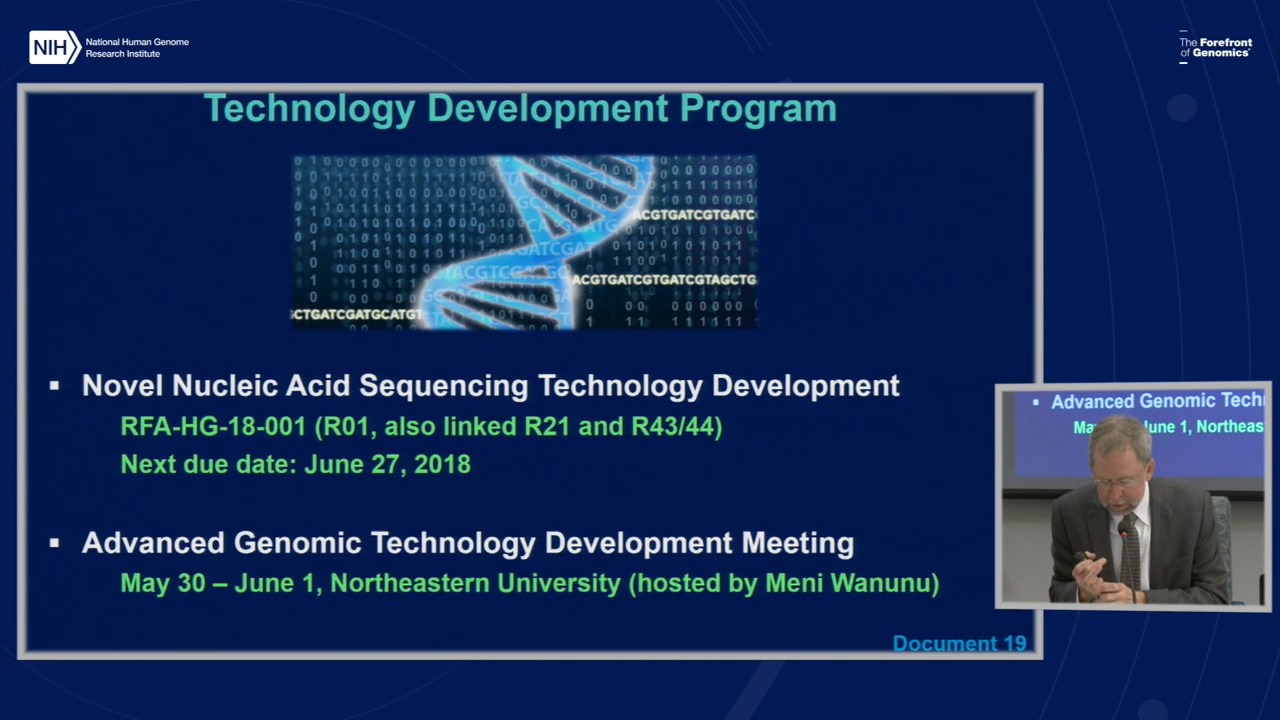 NIH
National Human Genome
Research Institute
The Forefront
of Genomics
Technology Development Program
ACGTGATCGTGATC
ACGTGATCGTGATCGTAGCTG
CTGATCGATGCATGT
▪ Novel Nucleic Acid Sequencing Technology Development
RFA-HG-18-001 (R01, also linked R21 and R43/44)
Next due date: June 27, 2018
▪ Advanced Genomic Technology Development Meeting
May 30 – June 1, Northeastern University (hosted by Meni Wanunu)
Document 19
▪ Advanced Genomic Tech
June 1, Northeas